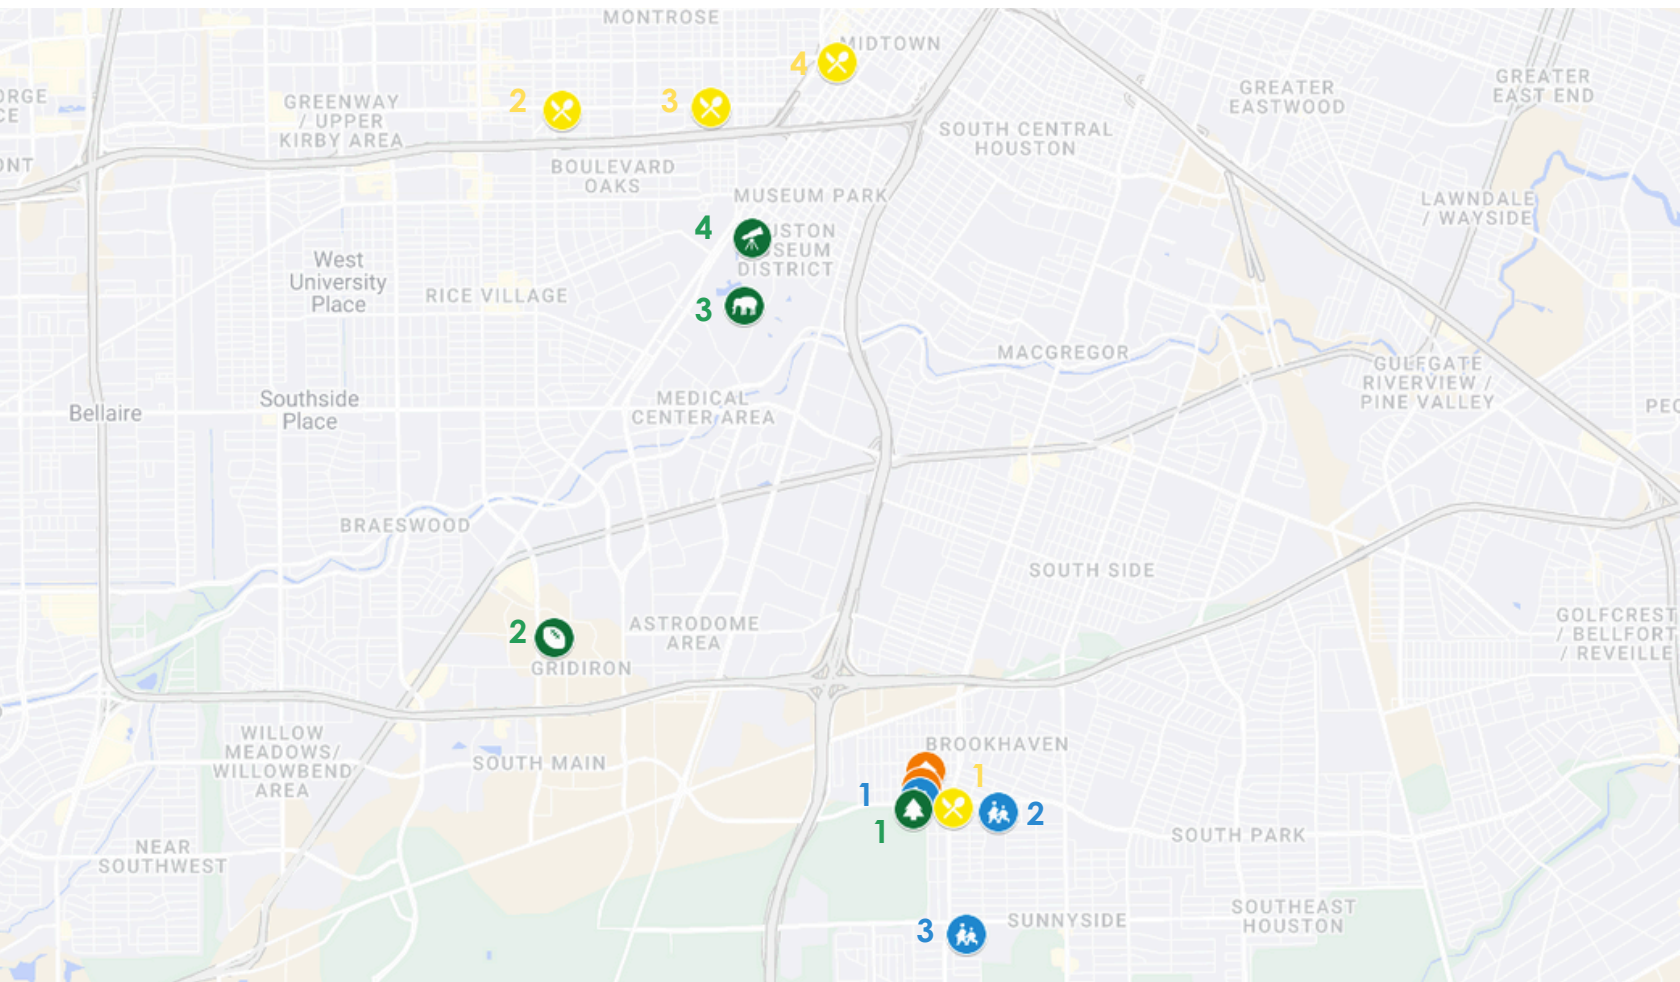 MONTROSE
MIDTOWN
4
GREATER
EASTWOOD
GREATER
EAST END
ORGE
CE
GREENWAY
/ UPPER
KIRBY AREA
2
3
SOUTH CENTRAL
HOUSTON
ONT
BOULEVARD
OAKS
MUSEUM PARK
LAWNDALE
/ WAYSIDE
4
USTON
SEUM
DISTRICT
West
University
Place
RICE VILLAGE
3
MACGREGOR
GULFGATE
RIVERVIEW /
PINE VALLEY
Bellaire
Southside
Place
MEDICAL
CENTER AREA
PEC
BRAESWOOD
SOUTH SIDE
2
ASTRODOME
AREA
GRIDIRON
GOLFCREST
/ BELLFORT
/ REVEILLE
WILLOW
MEADOWS/
WILLOWBEND
AREA
SOUTH MAIN
BROOKHAVEN
1
1
2
1
SOUTH PARK
NEAR
SOUTHWEST
3
SUNNYSIDE
SOUTHEAST
HOUSTON